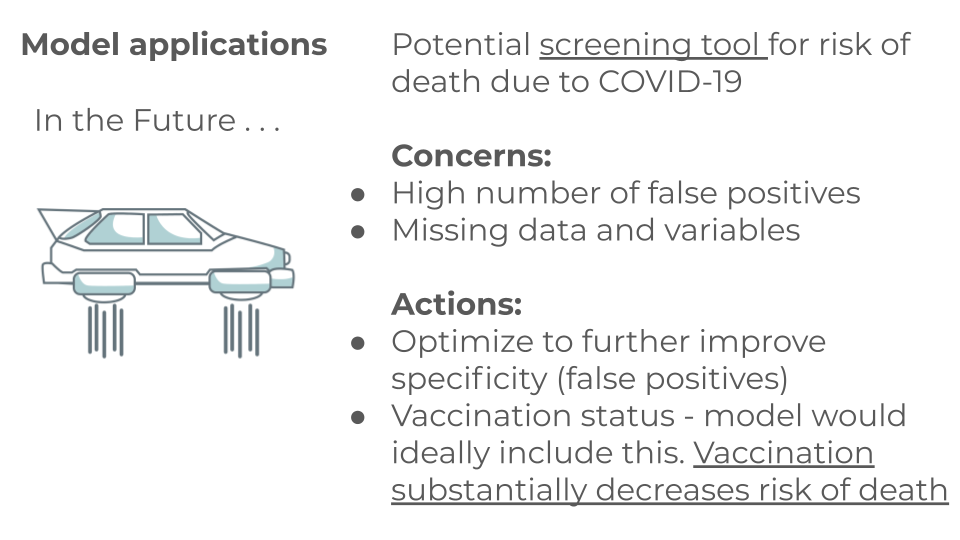 Model applications
In the Future . . .
Potential screening tool for risk of
death due to COVID-19
Concerns:
● High number of false positives
● Missing data and variables
Actions:
● Optimize to further improve
specificity (false positives)
● Vaccination status - model would
ideally include this. Vaccination
substantially decreases risk of death